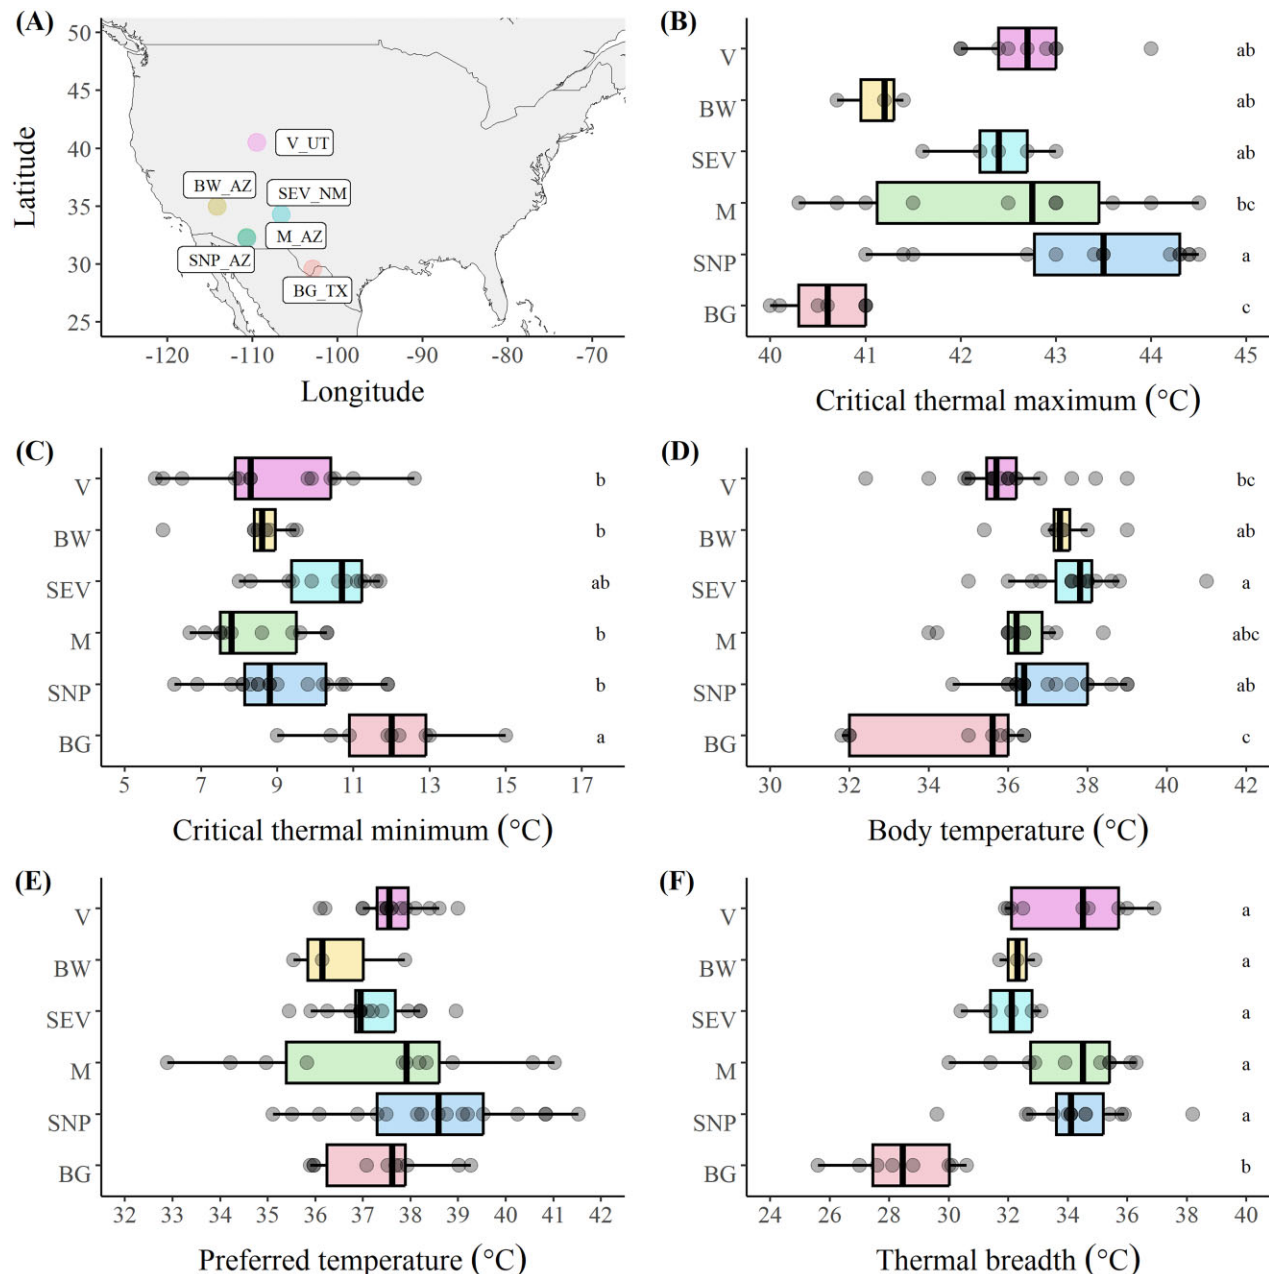 (A)
50
45
40
35
30
25
Latitude
V_UT
BW_AZ
SEV_NM
M_AZ
SNP_AZ
BG_TX
-120 -110 -100 -90 -80 -70
Longitude
(B)
V ab
BW ab
SEV ab
M bc
SNP a
BG c
40 41 42 43 44 45
Critical thermal maximum (°C)
(C)
V b
BW b
SEV ab
M b
SNP b
BG a
5 7 9 11 13 15 17
Critical thermal minimum (°C)
(D)
V bc
BW ab
SEV a
M abc
SNP ab
BG c
30 32 34 36 38 40 42
Body temperature (°C)
(E)
V
BW
SEV
M
SNP
BG
32 33 34 35 36 37 38 39 40 41 42
Preferred temperature (°C)
(F)
V a
BW a
SEV a
M a
SNP a
BG b
24 26 28 30 32 34 36 38 40
Thermal breadth (°C)